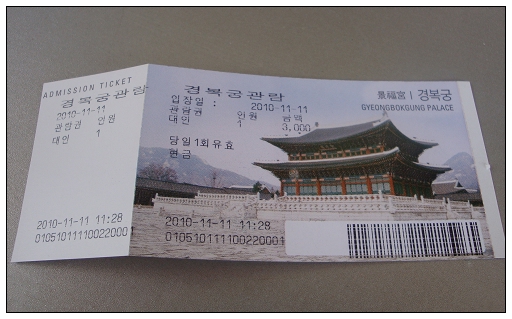 ADMISSION TICKET
경복궁관람
2010-11-11
관람권 인원
대인 1
2010-11-11 11:28
01051011100220001
경복궁관람
입장일 : 2010-11-11
관람권 인원 금액
대인 1 3,000
당일1회유효
현금
2010-11-11 11:28
01051011100220001
景福宮 | 경복궁
GYEONGBOKGUNG PALACE